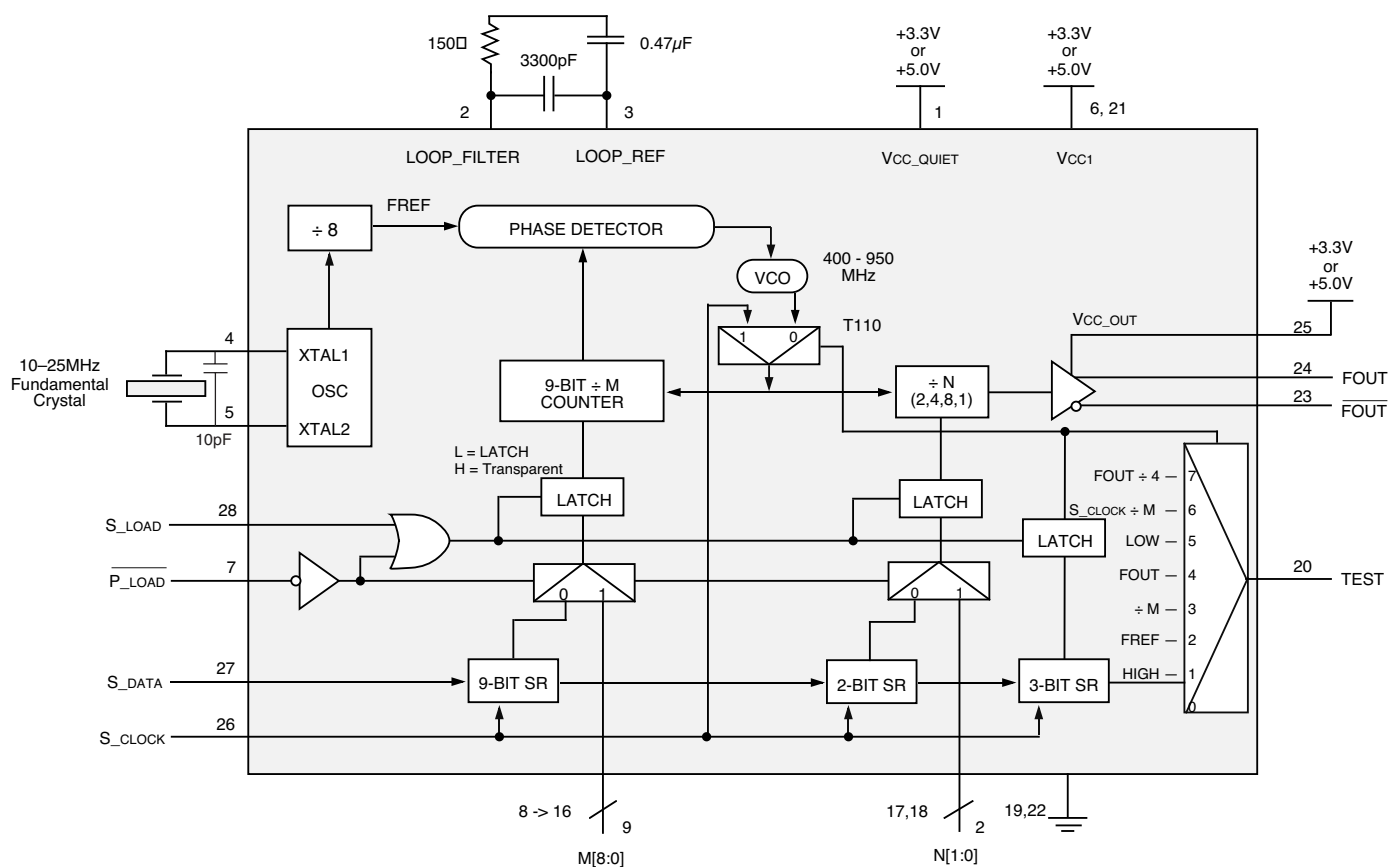 +3.3V
or
+5.0V
+3.3V
or
+5.0V
150□
0.47µF
3300pF
2
3
1
6, 21
LOOP_FILTER
LOOP_REF
VCC_QUIET
VCC1
FREF
÷ 8
PHASE DETECTOR
VCO
400 - 950
MHz
+3.3V
or
+5.0V
T110
1
0
VCC_OUT
25
4
XTAL1
OSC
XTAL2
5
10–25MHz
Fundamental
Crystal
10pF
9-BIT ÷ M
COUNTER
÷ N
(2,4,8,1)
24
FOUT
23
FOUT
L = LATCH
H = Transparent
LATCH
LATCH
LATCH
S_LOAD
28
P_LOAD
7
0
1
0
1
FOUT ÷ 4 –
7
S_CLOCK ÷ M –
6
LOW –
5
FOUT –
4
÷ M –
3
FREF –
2
HIGH –
1
0
20
TEST
S_DATA
27
9-BIT SR
2-BIT SR
3-BIT SR
S_CLOCK
26
8 -> 16
9
M[8:0]
17,18
2
N[1:0]
19,22